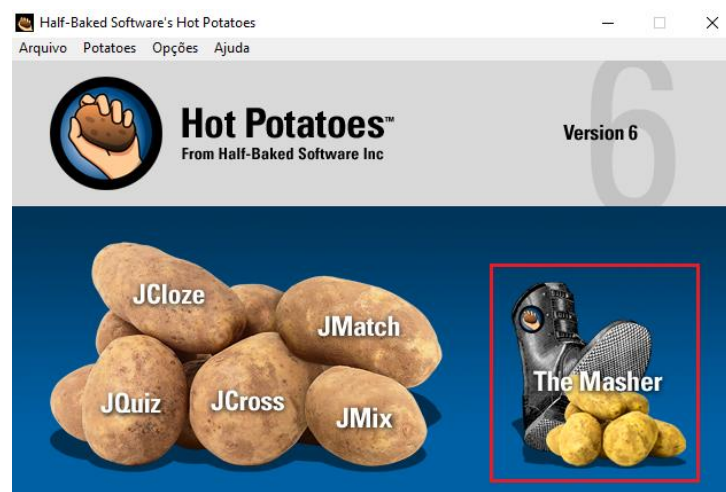 Half-Baked Software's Hot Potatoes
Arquivo Potatoes Opções Ajuda
Hot Potatoes™
From Half-Baked Software Inc
6
Version 6
JCloze
JMatch
JQuiz
JCross
JMix
The Masher